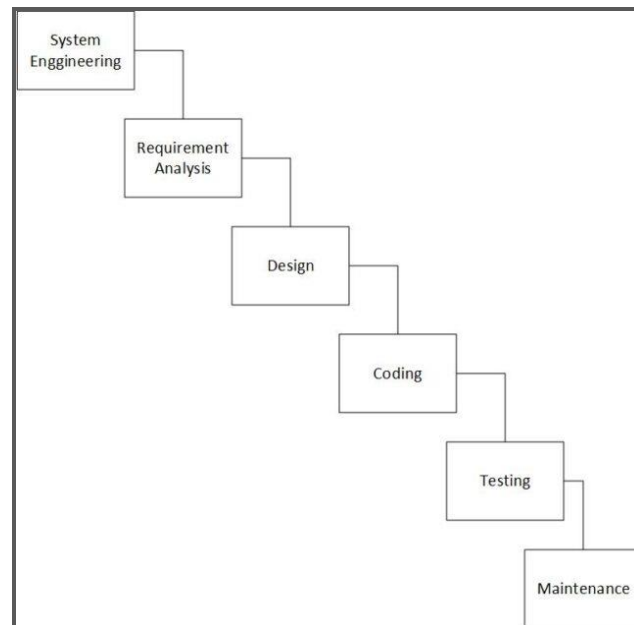 System
Enggineering
Requirement
Analysis
Design
Coding
Testing
Maintenance